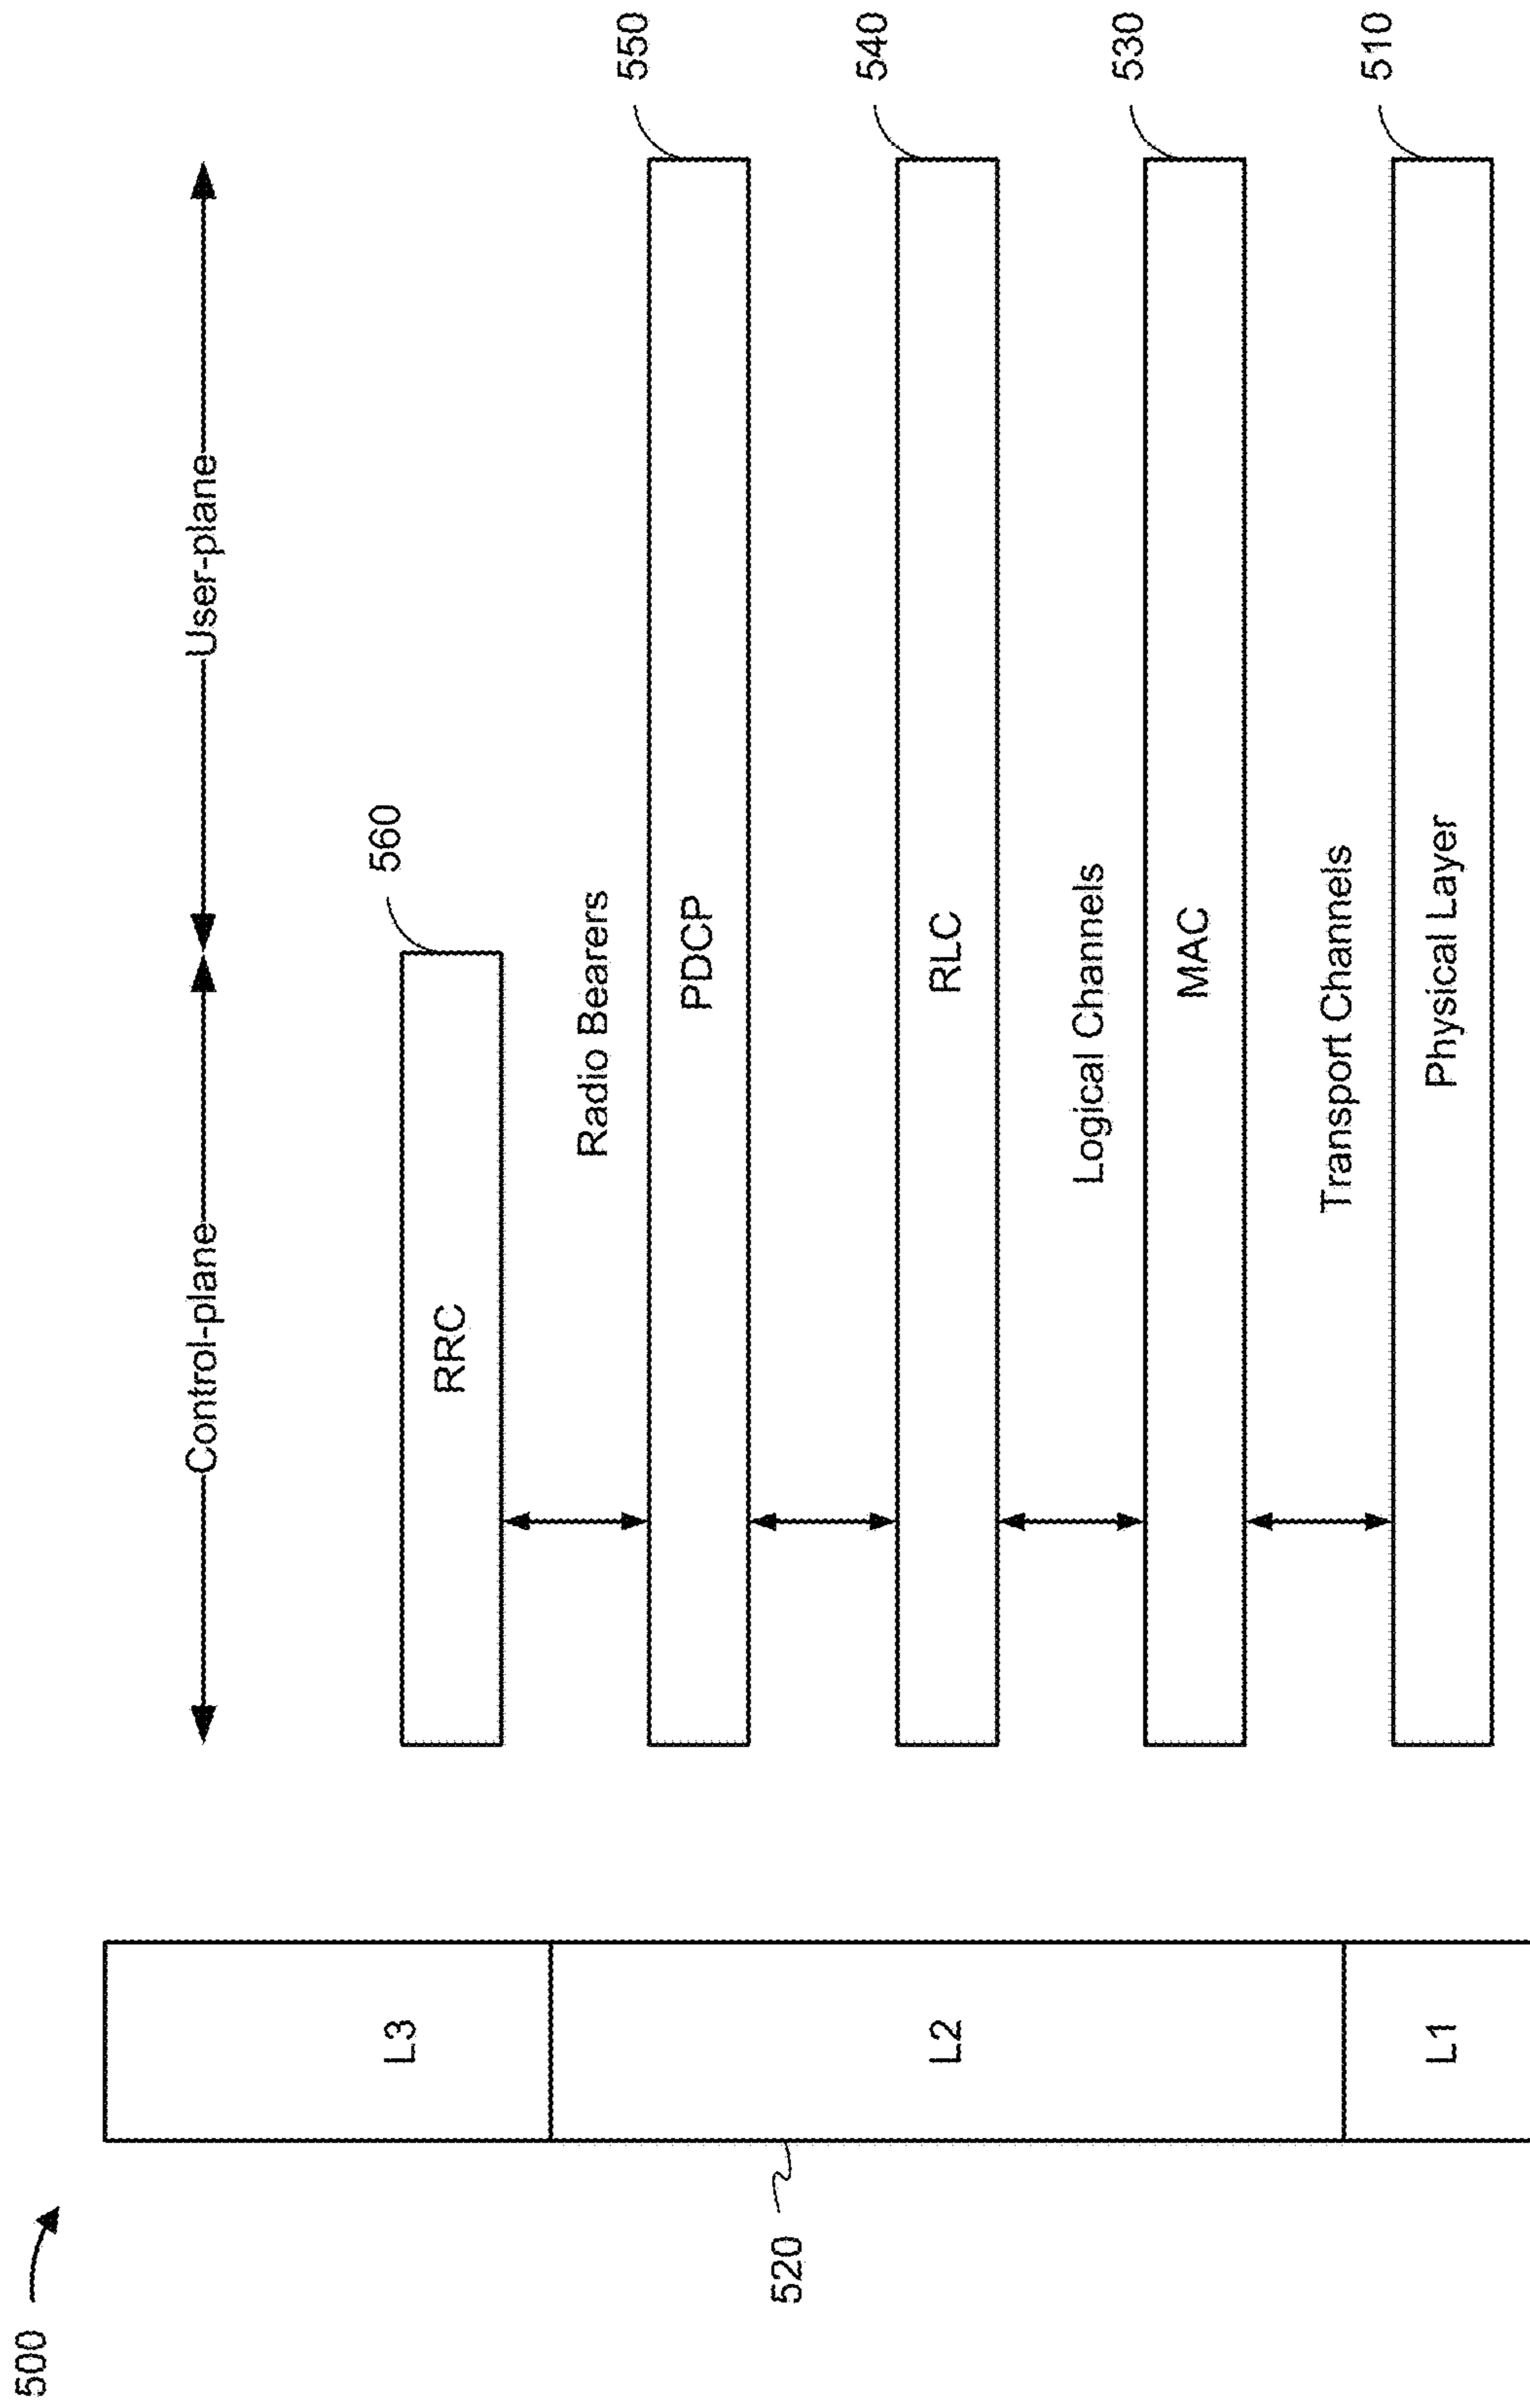 500
Control-plane
User-plane
L3
RRC
560
Radio Bearers
520
L2
PDCP
550
RLC
540
Logical Channels
MAC
530
Transport Channels
L1
Physical Layer
510